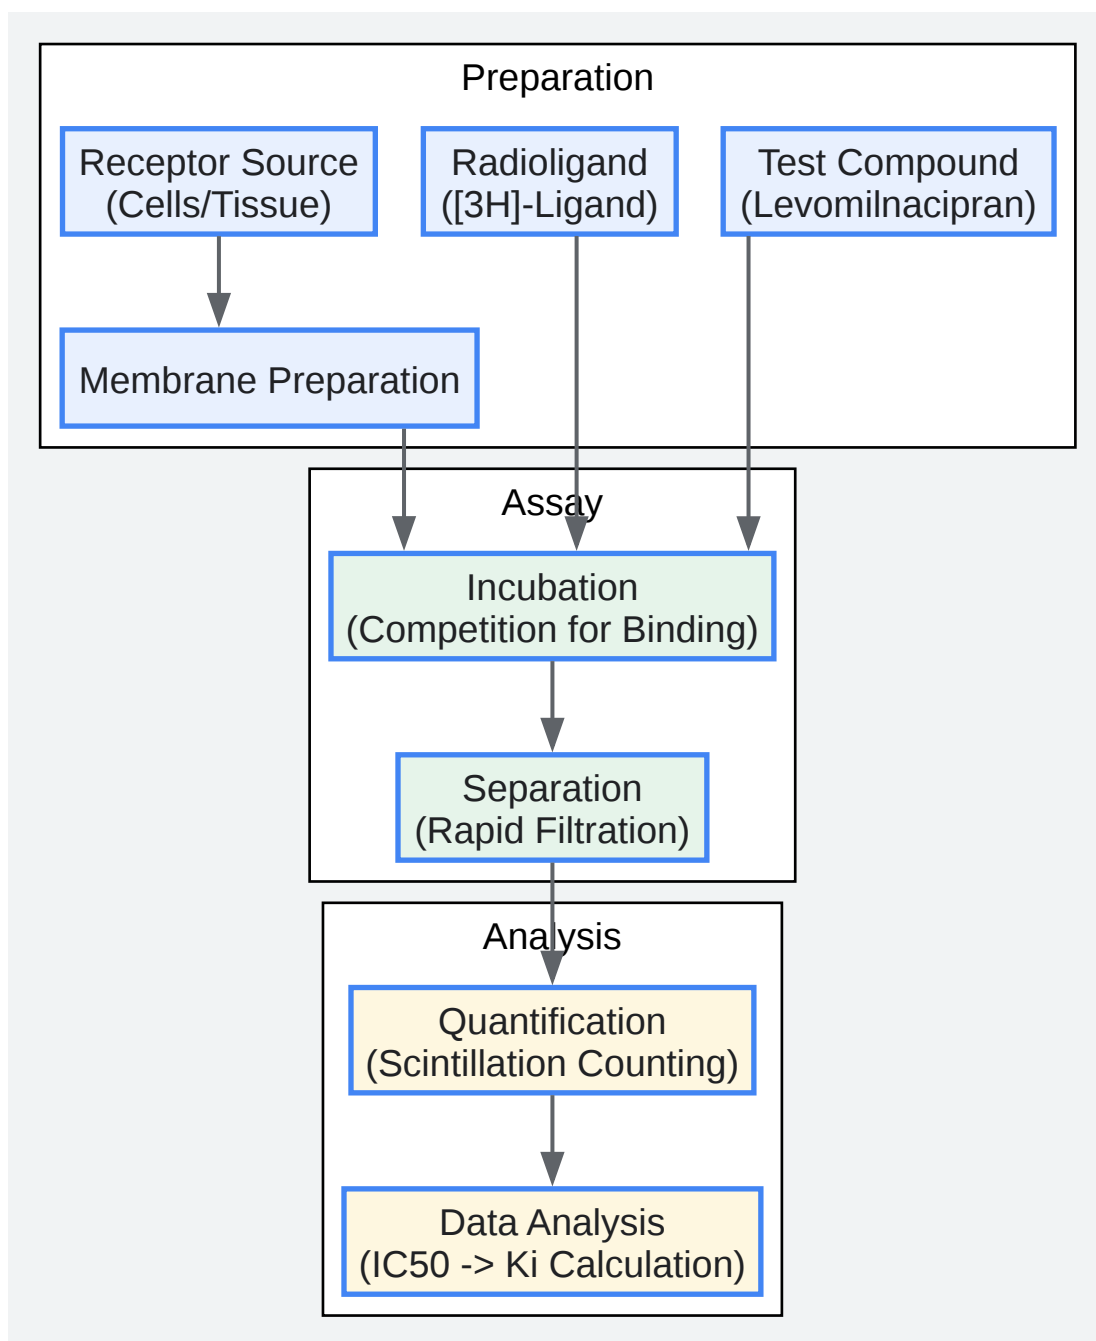 Preparation
Receptor Source
(Cells/Tissue)
Radioligand
([3H]-Ligand)
Test Compound
(Levomilnacipran)
Membrane Preparation
Assay
Incubation
(Competition for Binding)
Separation
(Rapid Filtration)
Analysis
Quantification
(Scintillation Counting)
Data Analysis
(IC50 -> Ki Calculation)